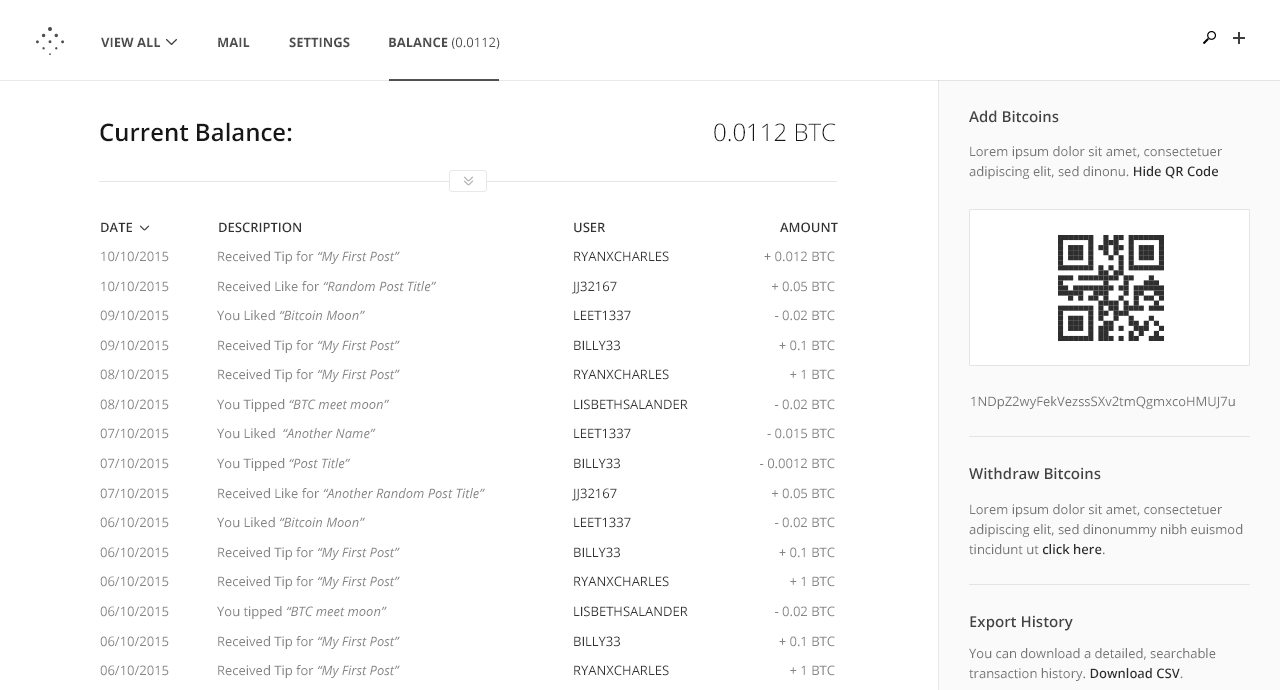 VIEW ALL MAIL SETTINGS BALANCE (0.0112)
Current Balance: 0.0112 BTC
DATE DESCRIPTION USER AMOUNT
10/10/2015 Received Tip for “My First Post” RYANXCHARLES + 0.012 BTC
10/10/2015 Received Like for “Random Post Title” JJ32167 + 0.05 BTC
09/10/2015 You Liked “Bitcoin Moon” LEET1337 - 0.02 BTC
09/10/2015 Received Tip for “My First Post” BILLY33 + 0.1 BTC
08/10/2015 Received Tip for “My First Post” RYANXCHARLES + 1 BTC
08/10/2015 You Tipped “BTC meet moon” LISBETHSALANDER - 0.02 BTC
07/10/2015 You Liked “Another Name” LEET1337 - 0.015 BTC
07/10/2015 You Tipped “Post Title” BILLY33 - 0.0012 BTC
07/10/2015 Received Like for “Another Random Post Title” JJ32167 + 0.05 BTC
06/10/2015 You Liked “Bitcoin Moon” LEET1337 - 0.02 BTC
06/10/2015 Received Tip for “My First Post” BILLY33 + 0.1 BTC
06/10/2015 Received Tip for “My First Post” RYANXCHARLES + 1 BTC
06/10/2015 You tipped “BTC meet moon” LISBETHSALANDER - 0.02 BTC
06/10/2015 Received Tip for “My First Post” BILLY33 + 0.1 BTC
06/10/2015 Received Tip for “My First Post” RYANXCHARLES + 1 BTC
Add Bitcoins
Lorem ipsum dolor sit amet, consectetuer
adipiscing elit, sed dinonu. Hide QR Code
1NDpZ2wyFekVezssSXv2tmQgmxcoHMUJ7u
Withdraw Bitcoins
Lorem ipsum dolor sit amet, consectetuer
adipiscing elit, sed dinonummy nibh euismod
tincidunt ut click here.
Export History
You can download a detailed, searchable
transaction history. Download CSV.